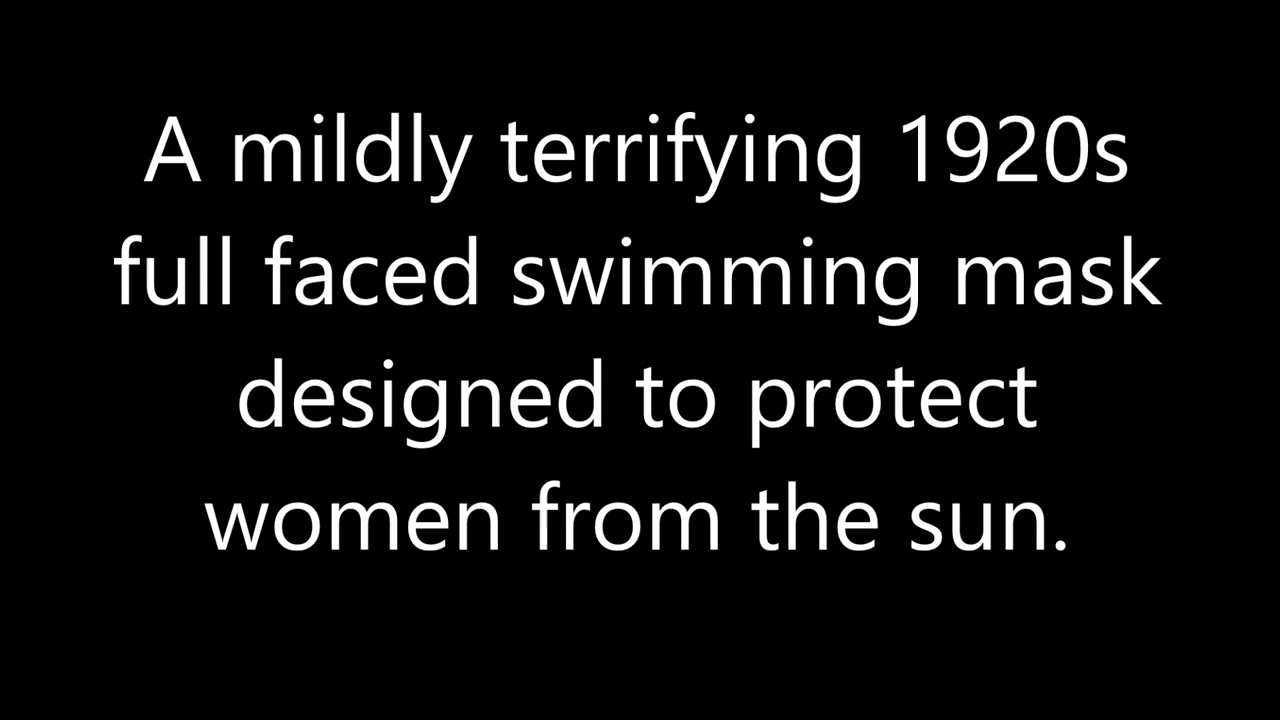 A mildly terrifying 1920s
full faced swimming mask
designed to protect
women from the sun.